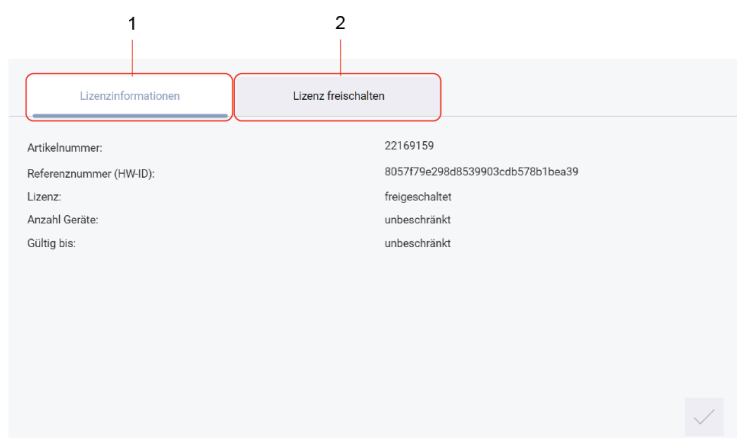 1 2
Lizenzinformationen Lizenz freischalten
Artikelnummer: 22169159
Referenznummer (HW-ID): 8057f79e298d8539903cdb578b1bea39
Lizenz: freigeschaltet
Anzahl Geräte: unbeschränkt
Gültig bis: unbeschränkt